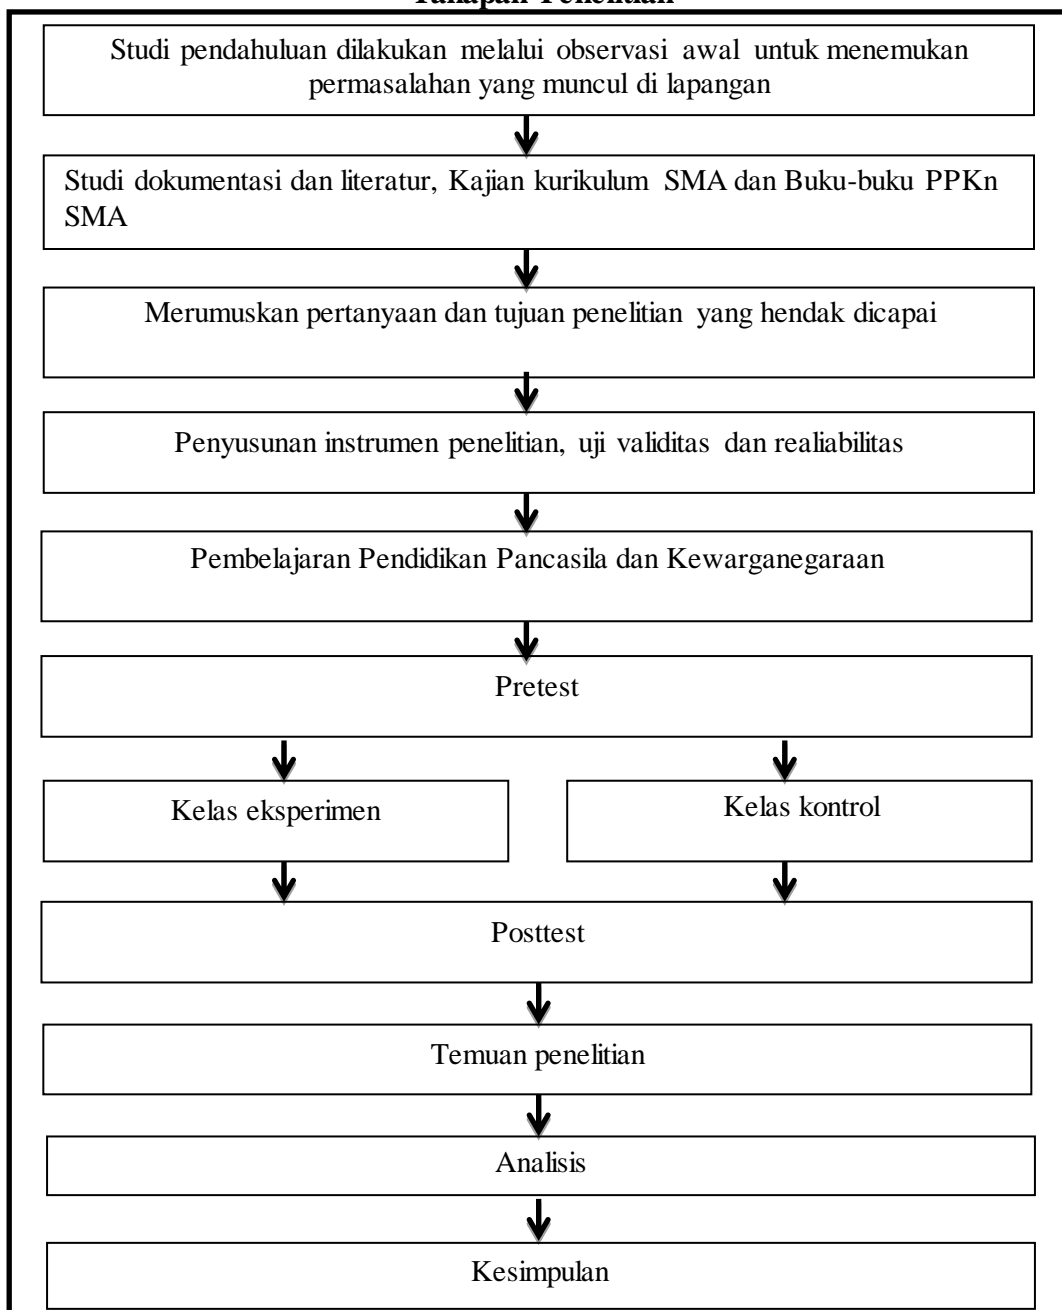 Tahapan Penelitian
Studi pendahuluan dilakukan melalui observasi awal untuk menemukan
permasalahan yang muncul di lapangan
Studi dokumentasi dan literatur, Kajian kurikulum SMA dan Buku-buku PPKn
SMA
Merumuskan pertanyaan dan tujuan penelitian yang hendak dicapai
Penyusunan instrumen penelitian, uji validitas dan realiabilitas
Pembelajaran Pendidikan Pancasila dan Kewarganegaraan
Pretest
Kelas eksperimen
Kelas kontrol
Posttest
Temuan penelitian
Analisis
Kesimpulan